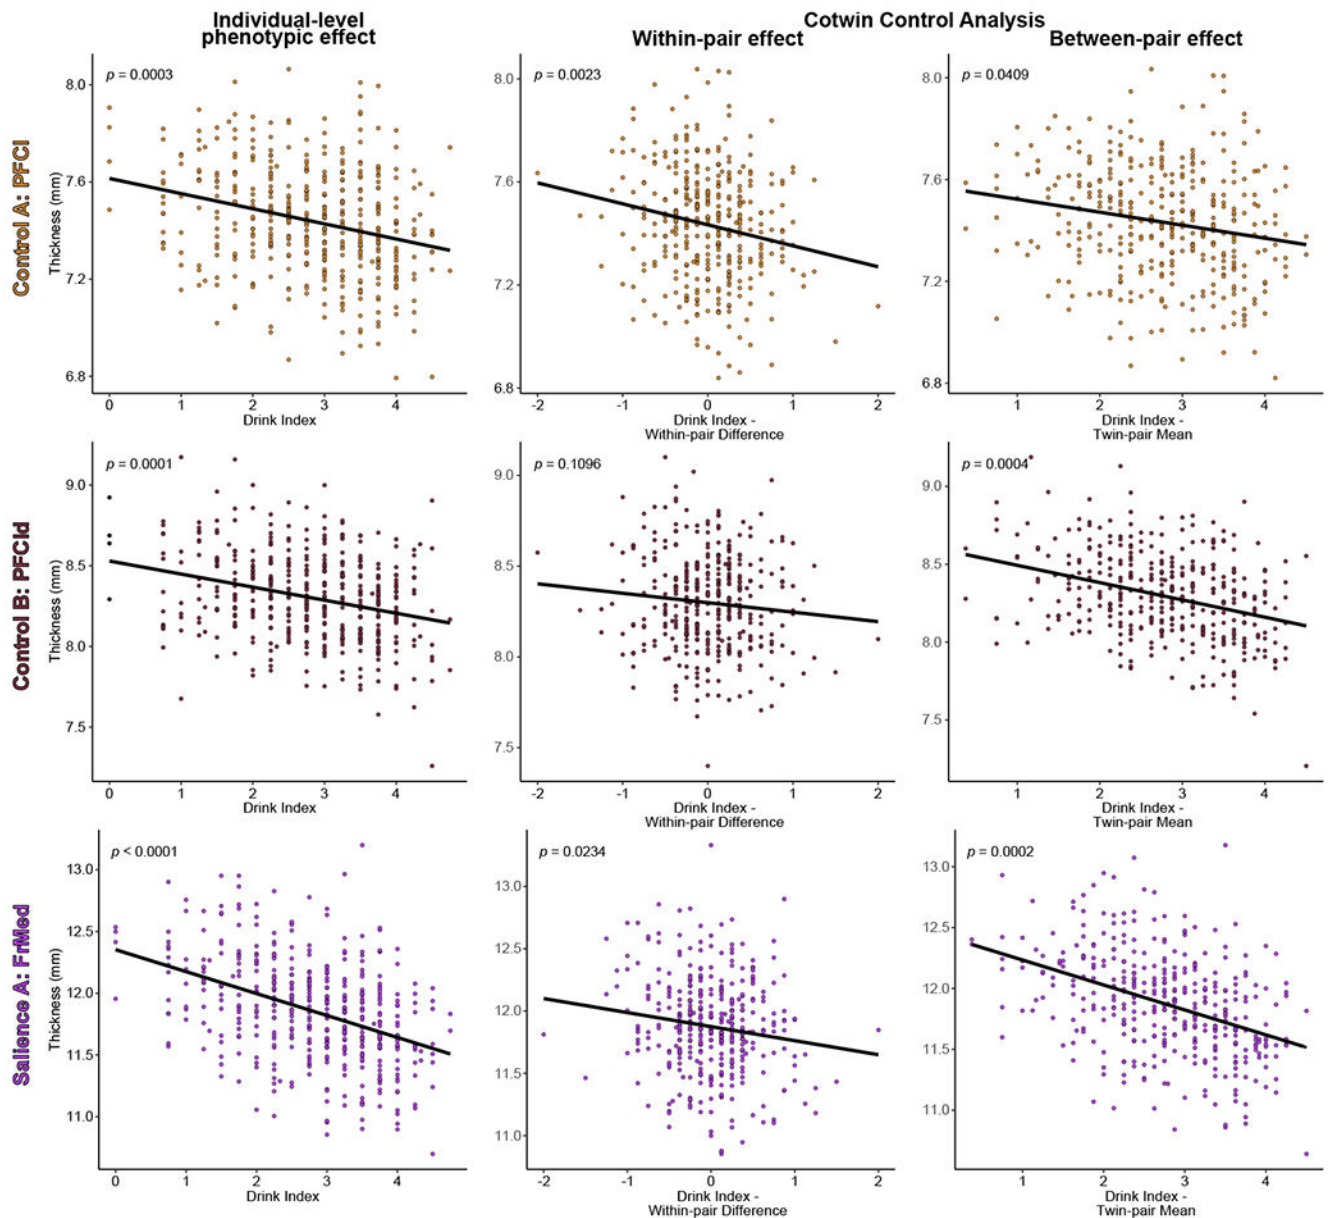 Individual-level
phenotypic effect
Cotwin Control Analysis
Within-pair effect
Between-pair effect
Control A: PFCl
Thickness (mm)
p = 0.0003
8.0
7.6
7.2
6.8
0 1 2 3 4
Drink Index
p = 0.0023
8.0
7.6
7.2
6.8
-2 -1 0 1 2
Drink Index -
Within-pair Difference
p = 0.0409
8.0
7.6
7.2
6.8
1 2 3 4
Drink Index -
Twin-pair Mean
Control B: PFCld
Thickness (mm)
p = 0.0001
9.0
8.5
8.0
7.5
0 1 2 3 4
Drink Index
p = 0.1096
9.0
8.5
8.0
7.5
-2 -1 0 1 2
Drink Index -
Within-pair Difference
p = 0.0004
9.0
8.5
8.0
7.5
1 2 3 4
Drink Index -
Twin-pair Mean
Salience A: FrMed
Thickness (mm)
p < 0.0001
13.0
12.5
12.0
11.5
11.0
0 1 2 3 4
Drink Index
p = 0.0234
13.0
12.5
12.0
11.5
11.0
-2 -1 0 1 2
Drink Index -
Within-pair Difference
p = 0.0002
13.0
12.5
12.0
11.5
11.0
1 2 3 4
Drink Index -
Twin-pair Mean